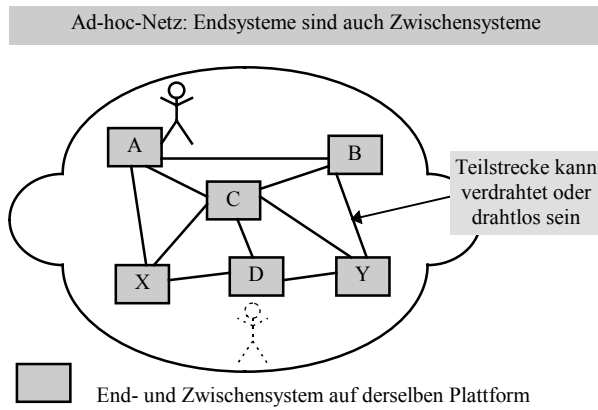 Ad-hoc-Netz: Endsysteme sind auch Zwischensysteme
A
B
Teilstrecke kann
verdrahtet oder
drahtlos sein
C
X
D
Y
End- und Zwischensystem auf derselben Plattform